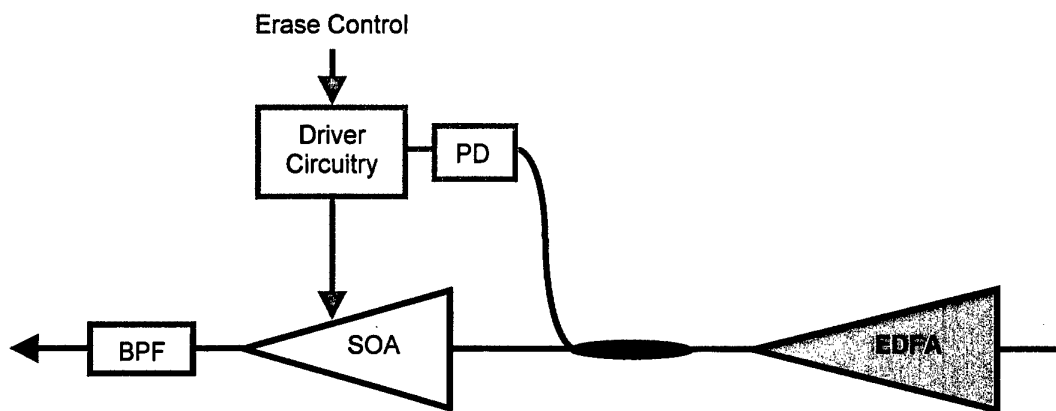 Erase Control
Driver
Circuitry
PD
BPF
SOA
EDFA